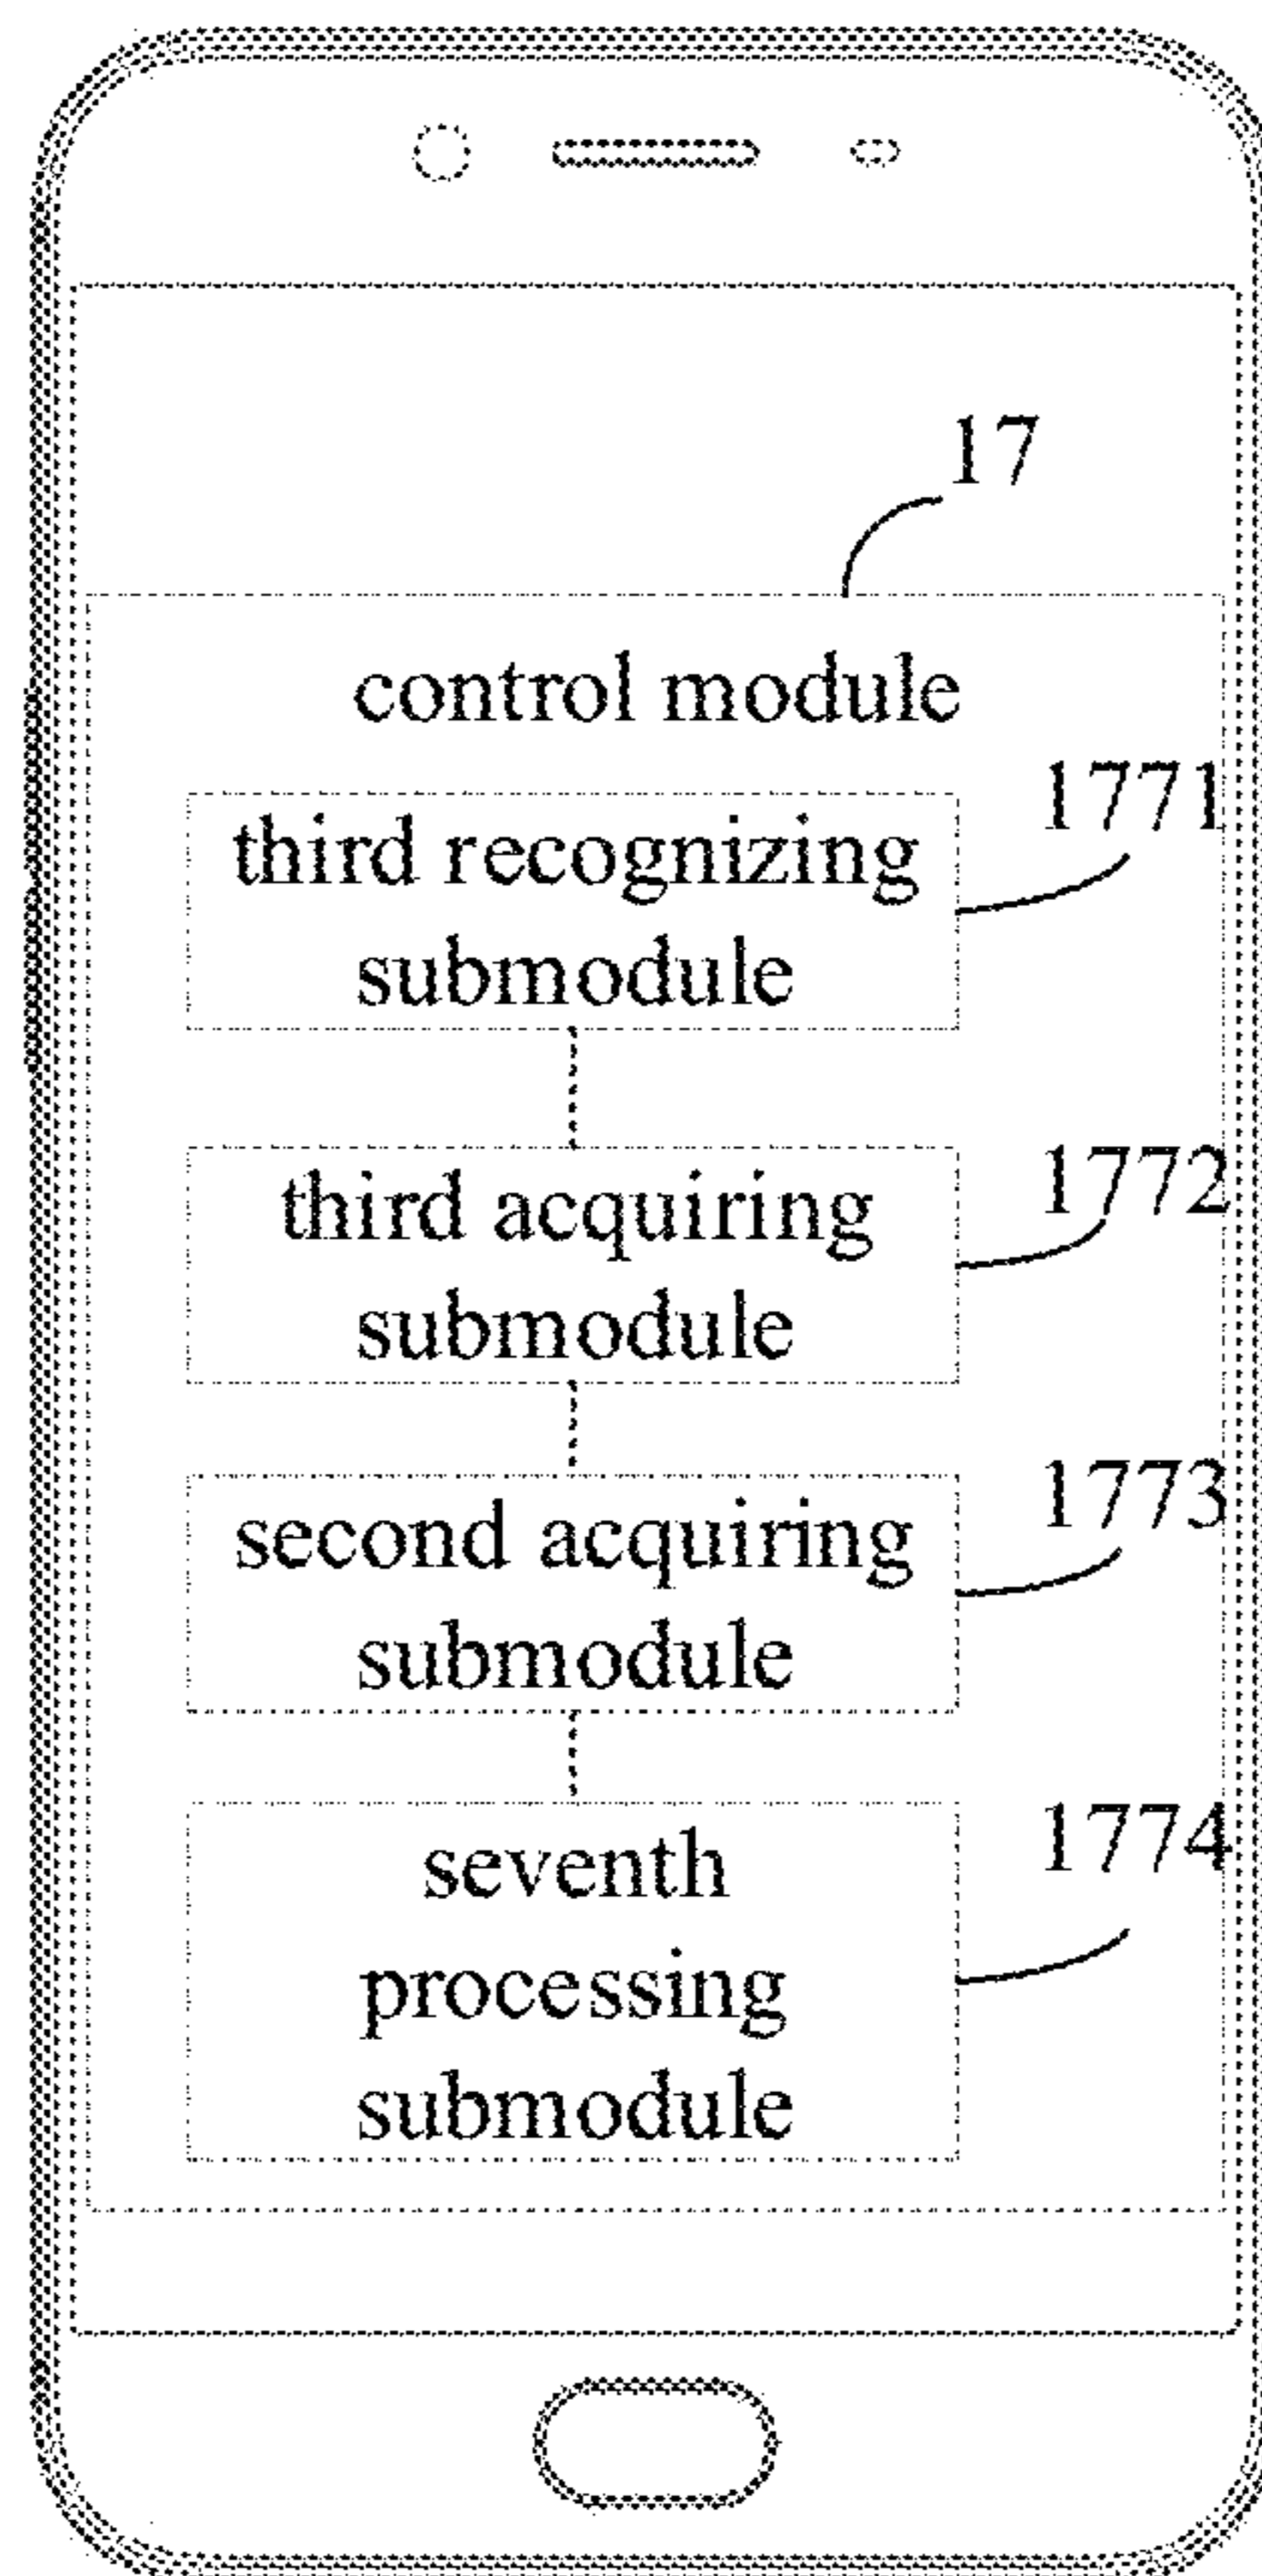 17
control module
1771
third recognizing
submodule
1772
third acquiring
submodule
1773
second acquiring
submodule
1774
seventh
processing
submodule